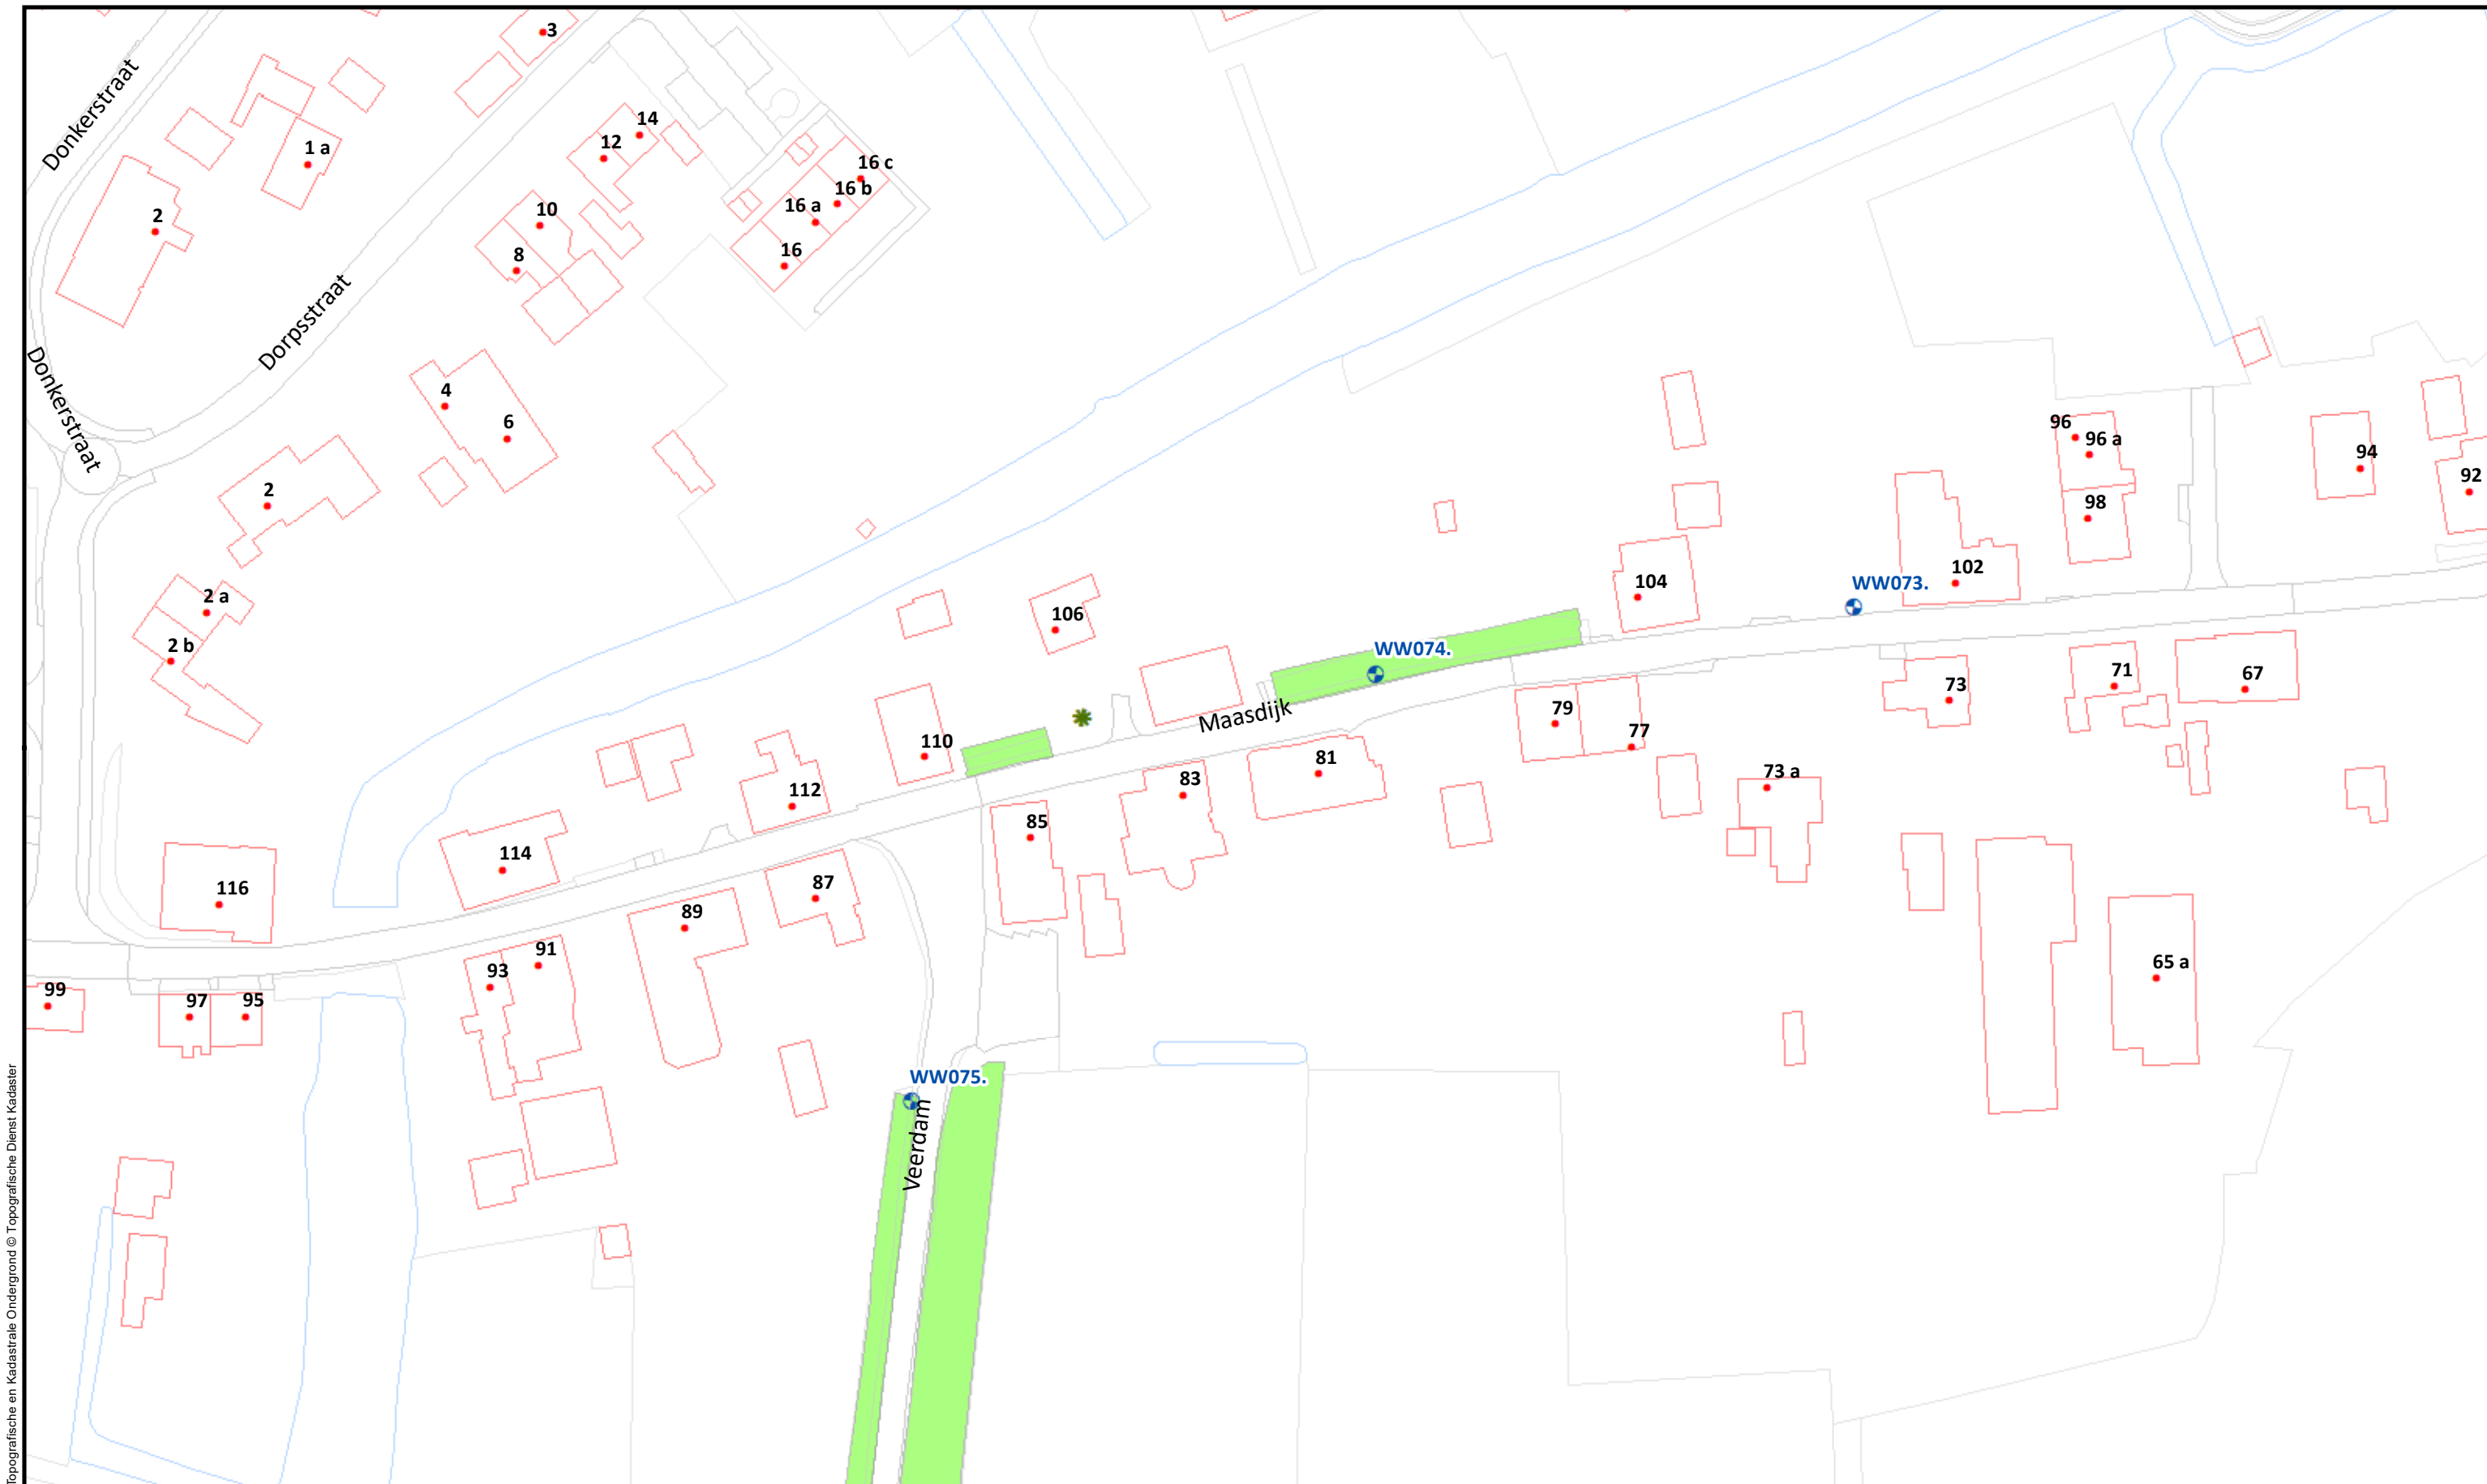 3
Donkerstraat
14
12
1 a
16 c
16 b
2
16 a
10
16
8
Dorpsstraat
Donkerstraat
4
6
96
96 a
94
2
92
98
102
104
WW073.
2 a
106
2 b
WW074.
71
67
73
Maasdijk
79
77
110
81
73 a
83
112
85
114
87
116
89
91
93
65 a
99
97
95
WW075.
Veerdam
Topografische en Kadastrale Ondergrond © Topografische Dienst Kadaster